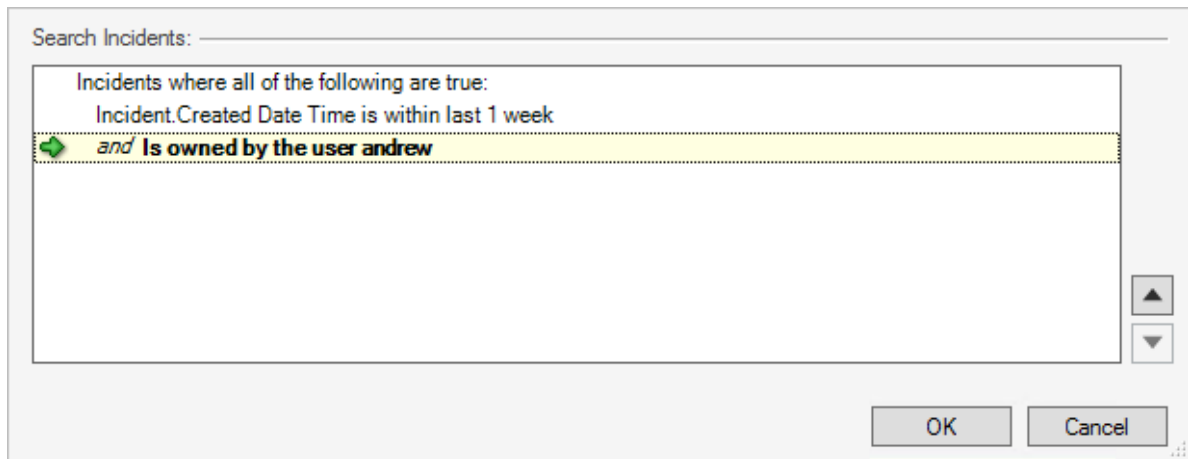 Search Incidents:
Incidents where all of the following are true:
Incident.Created Date Time is within last 1 week
and Is owned by the user andrew
OK
Cancel